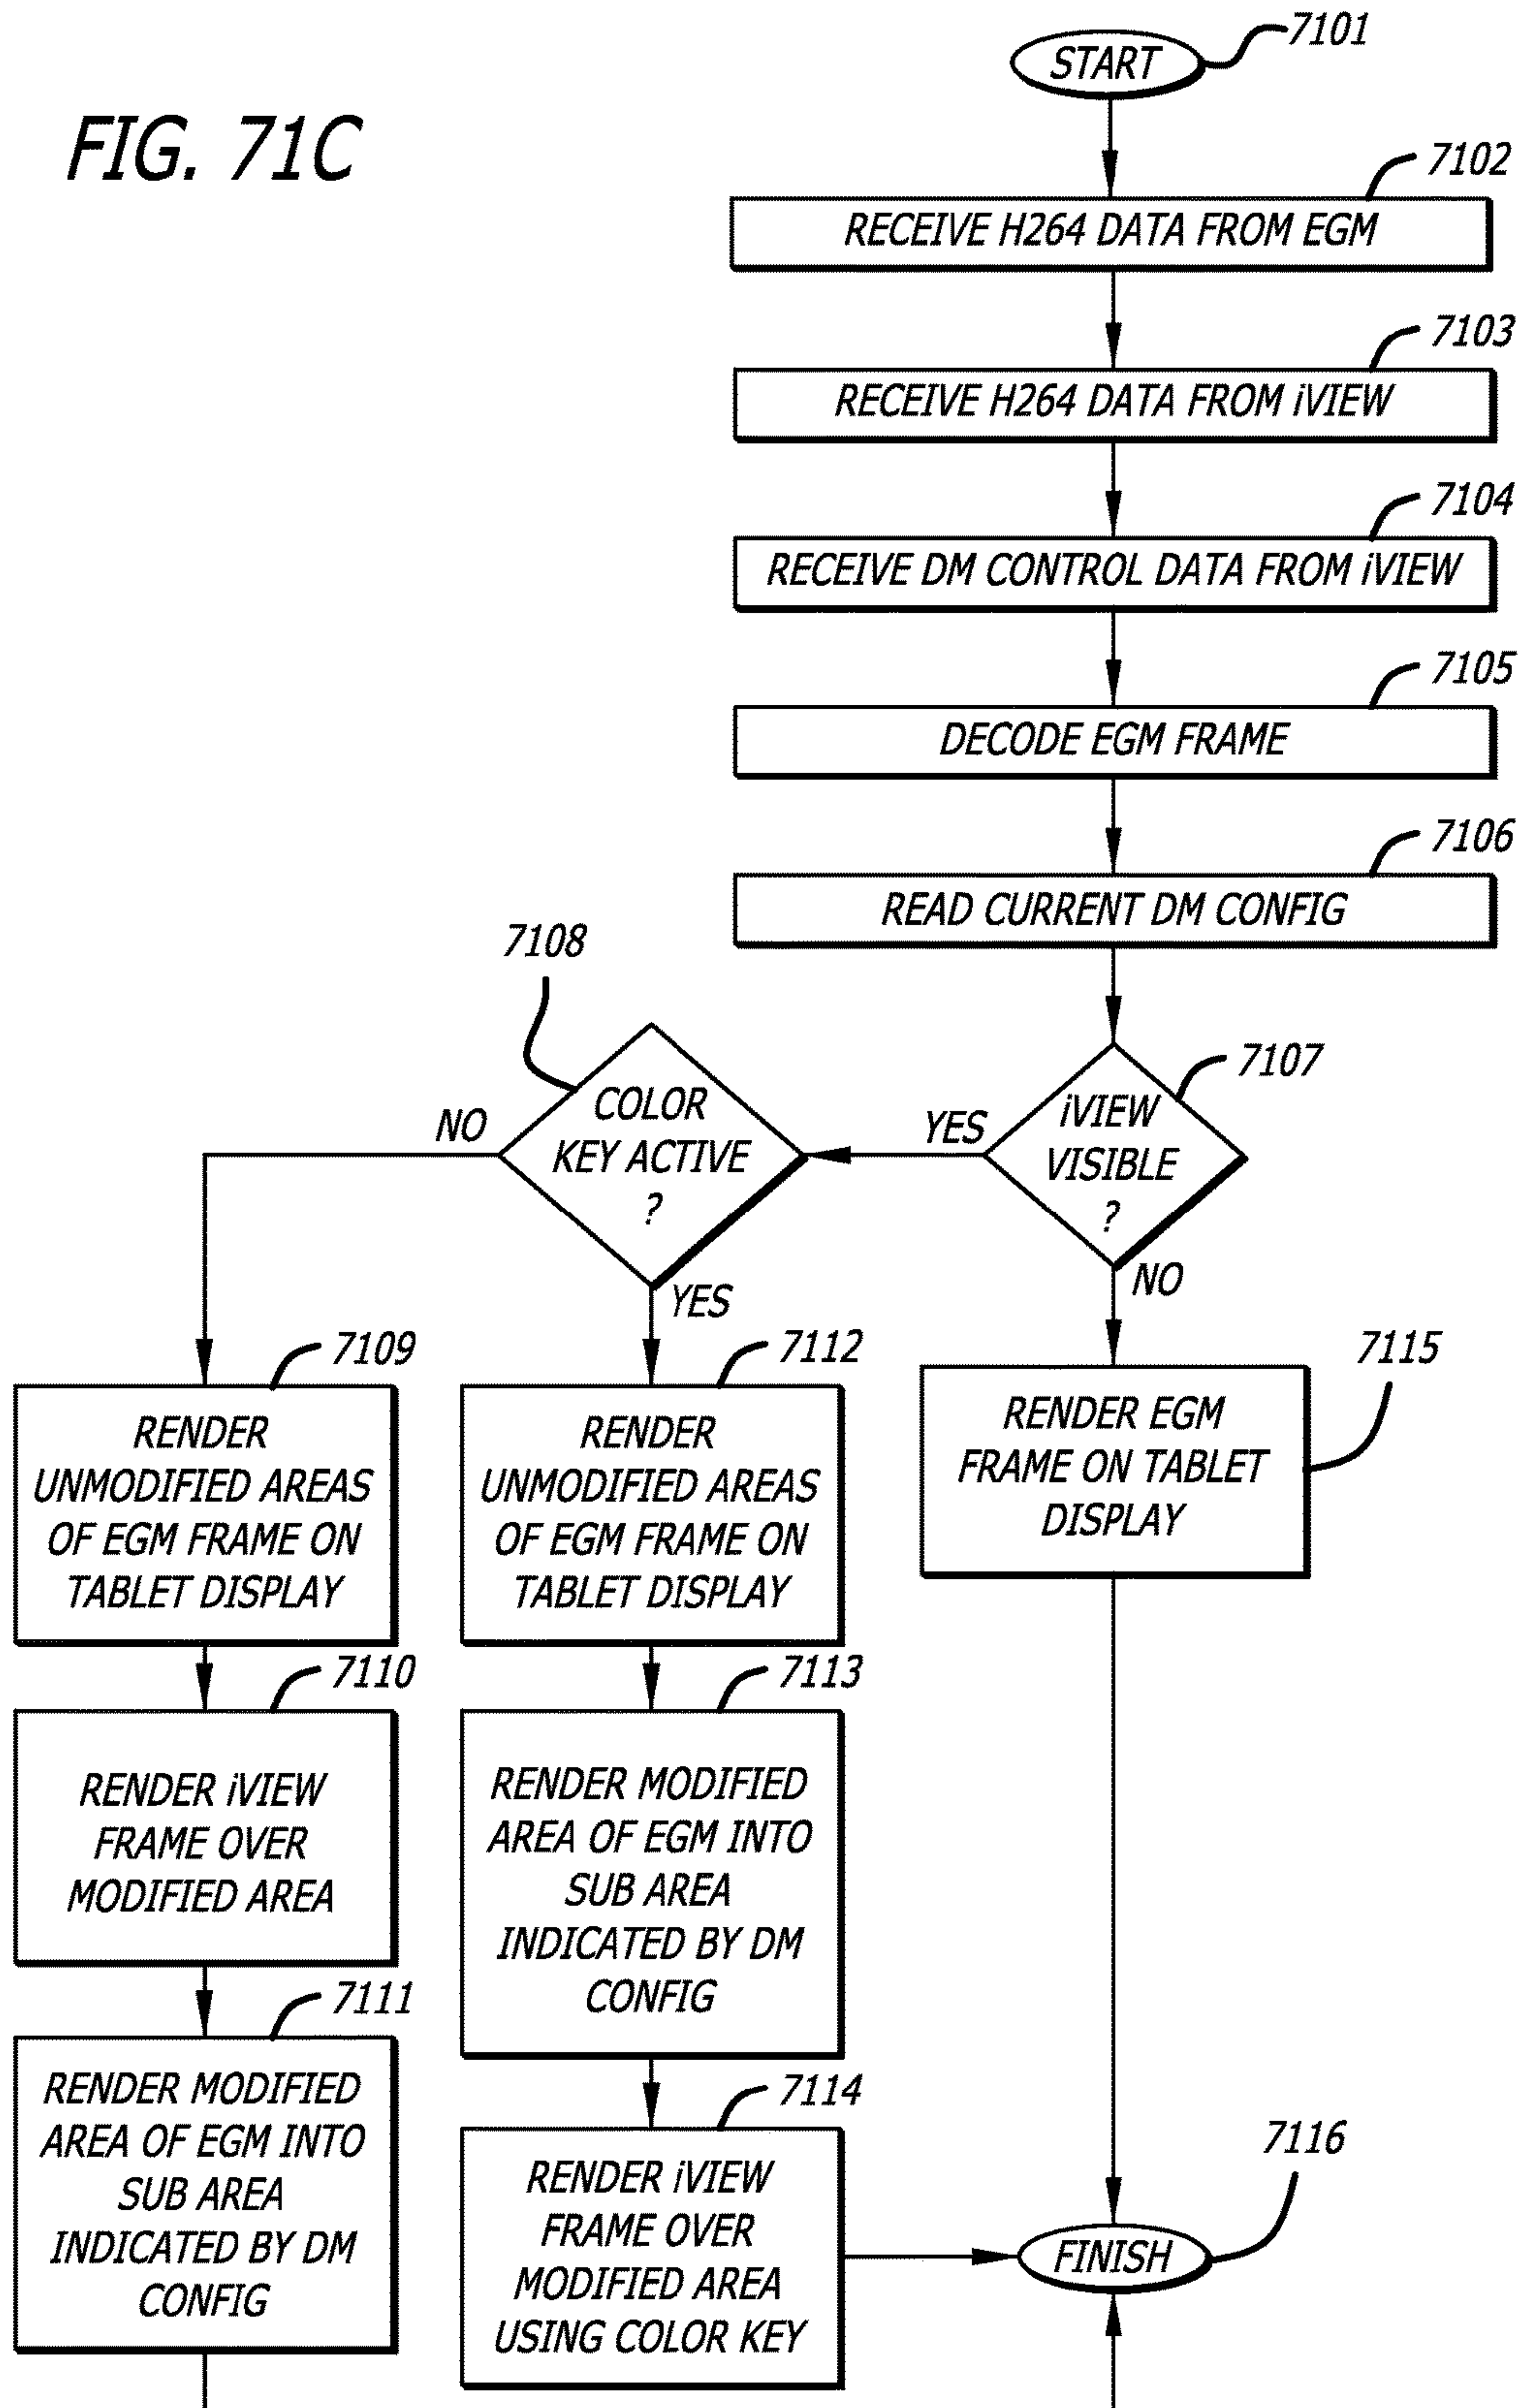 FIG. 71C
START
7101
7102
RECEIVE H264 DATA FROM EGM
7103
RECEIVE H264 DATA FROM iVIEW
7104
RECEIVE DM CONTROL DATA FROM iVIEW
7105
DECODE EGM FRAME
7106
READ CURRENT DM CONFIG
7107
iVIEW
VISIBLE
?
YES
NO
7108
COLOR
KEY ACTIVE
?
NO
YES
7109
RENDER
UNMODIFIED AREAS
OF EGM FRAME ON
TABLET DISPLAY
7110
RENDER iVIEW
FRAME OVER
MODIFIED AREA
7111
RENDER MODIFIED
AREA OF EGM INTO
SUB AREA
INDICATED BY DM
CONFIG
7112
RENDER
UNMODIFIED AREAS
OF EGM FRAME ON
TABLET DISPLAY
7113
RENDER MODIFIED
AREA OF EGM INTO
SUB AREA
INDICATED BY DM
CONFIG
7114
RENDER iVIEW
FRAME OVER
MODIFIED AREA
USING COLOR KEY
7115
RENDER EGM
FRAME ON TABLET
DISPLAY
7116
FINISH